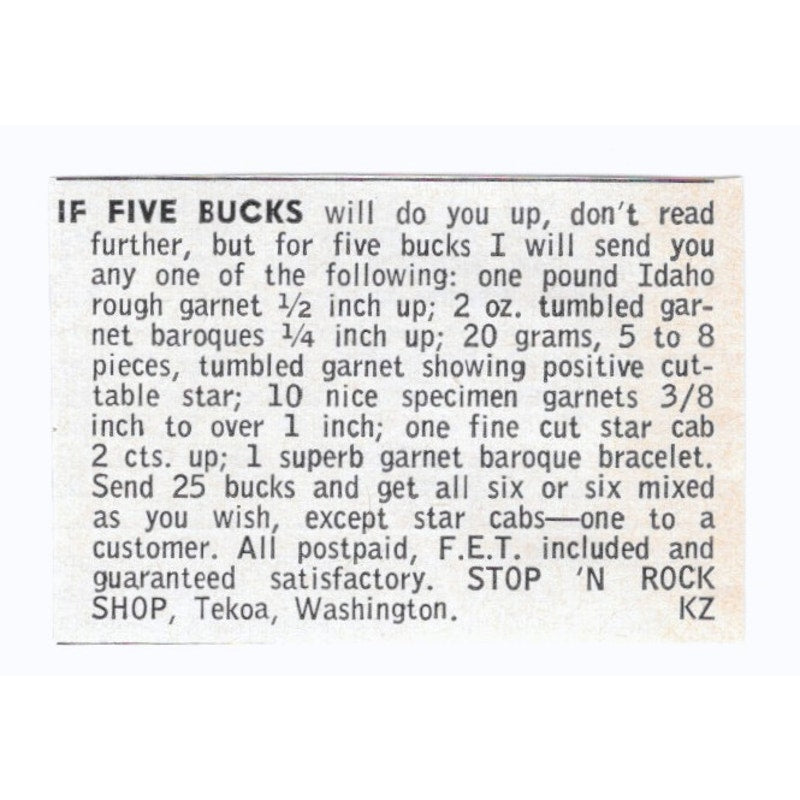 IF FIVE BUCKS will do you up, don't read
further, but for five bucks I will send you
any one of the following: one pound Idaho
rough garnet ½ inch up; 2 oz. tumbled gar-
net baroques ¼ inch up; 20 grams, 5 to 8
pieces, tumbled garnet showing positive cut-
table star; 10 nice specimen garnets 3/8
inch to over 1 inch; one fine cut star cab
2 cts. up; 1 superb garnet baroque bracelet.
Send 25 bucks and get all six or six mixed
as you wish, except star cabs—one to a
customer. All postpaid, F.E.T. included and
guaranteed satisfactory. STOP 'N ROCK
SHOP, Tekoa, Washington. KZ